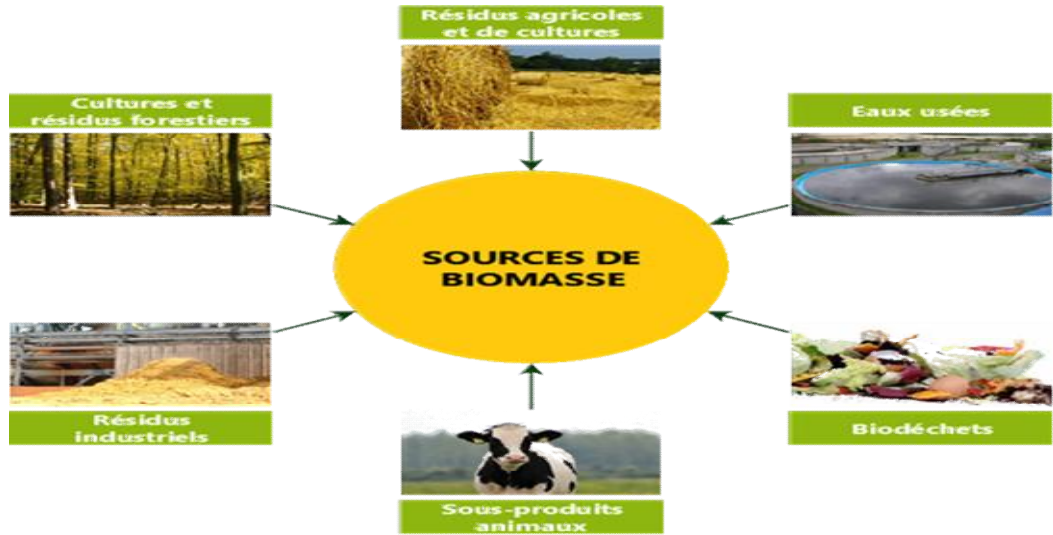 Résidus agricoles
et de cultures
Cultures et
résidus forestiers
Eaux usées
SOURCES DE
BIOMASSE
Résidus
industriels
Biodéchets
Sous-produits
animaux